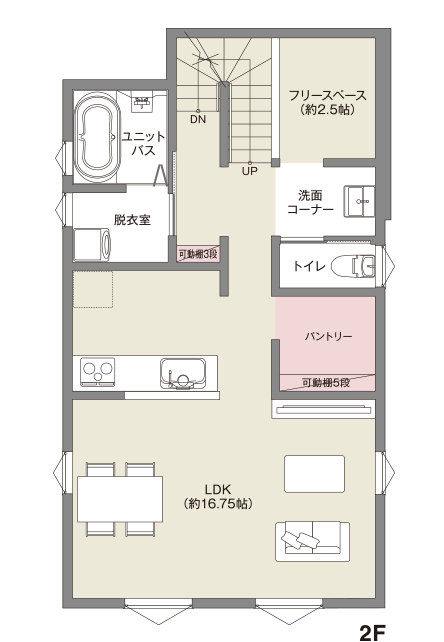 フリースペース
(約2.5帖)
ユニット
バス
DN
UP
洗面
コーナー
脱衣室
可動棚3段
トイレ
パントリー
可動棚5段
LDK
(約16.75帖)
2F